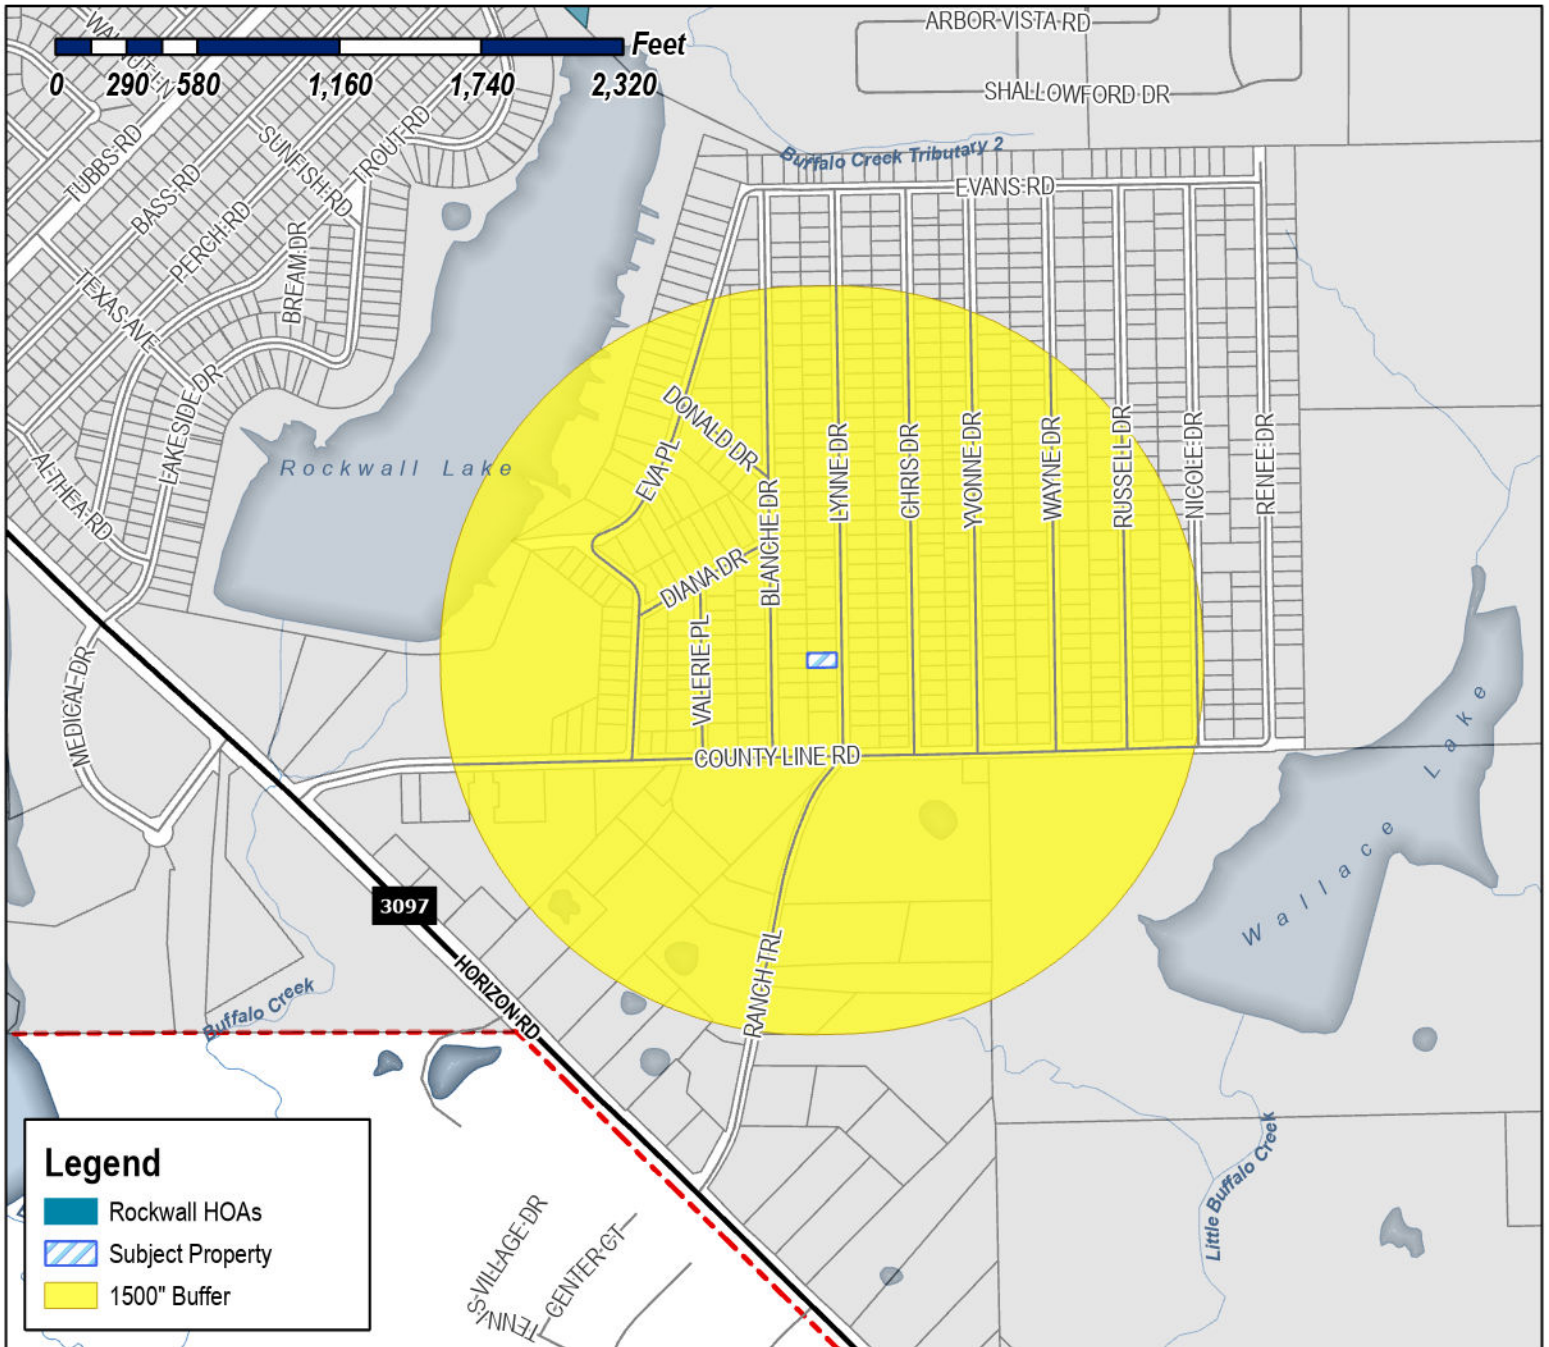 Feet
0 290 580 1,160 1,740 2,320
ARBOR VISTA RD
SHALLOWFORD DR
TUBBS RD
BASS RD
SUNFISH RD
TROUT RD
PERCH RD
BREAM DR
TEXAS AVE
LAKESIDE DR
ALTHEA RD
Rockwall Lake
Buffalo Creek Tributary 2
EVANS RD
DONALD DR
EVA PL
DIANA DR
VALERIE PL
BLANCHE DR
LYNNE DR
CHRIS DR
YVONNE DR
WAYNE DR
RUSSELL DR
NICOLE DR
RENEE DR
MEDICAL DR
COUNTY LINE RD
Wallace Lake
3097
HORIZON RD
RANCH TRL
Buffalo Creek
Little Buffalo Creek
S VILLAGE DR
CENTER CT
Legend
Rockwall HOAs
Subject Property
1500" Buffer